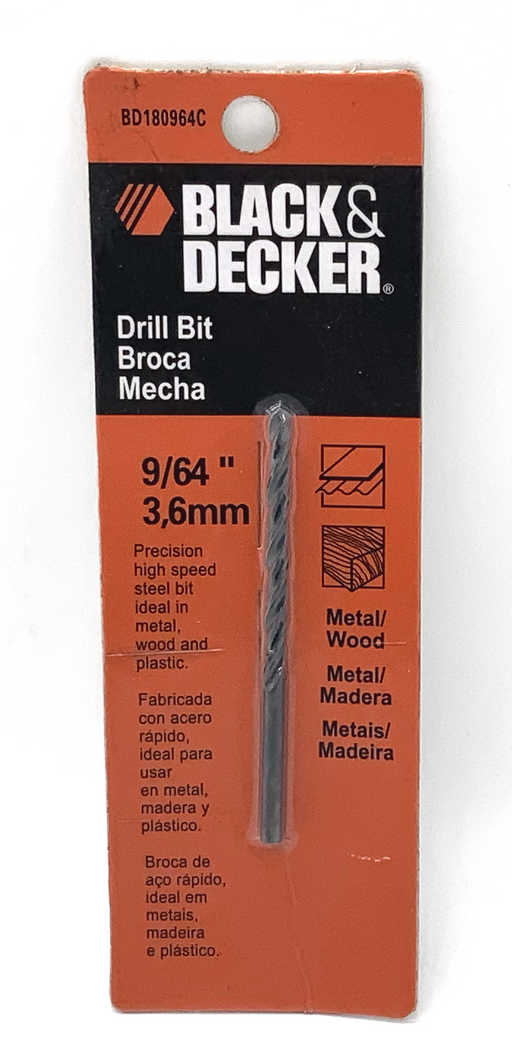 BD180964C
BLACK&
DECKER®
Drill Bit
Broca
Mecha
9/64 "
3,6mm
Precision
high speed
steel bit
ideal in
metal,
wood and
plastic.
Fabricada
con acero
rápido,
ideal para
usar
en metal,
madera y
plástico.
Broca de
aço rápido,
ideal em
metais,
madeira
e plástico.
Metal/
Wood
Metal/
Madera
Metais/
Madeira